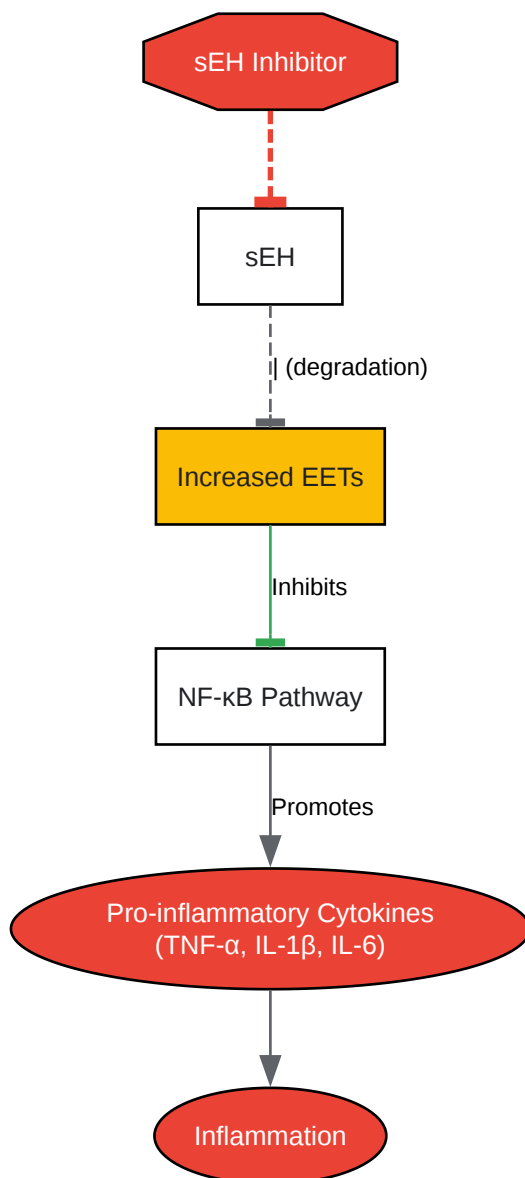 sEH Inhibitor
sEH
| (degradation)
Increased EETs
Inhibits
NF-κB Pathway
Promotes
Pro-inflammatory Cytokines
(TNF-α, IL-1β, IL-6)
Inflammation